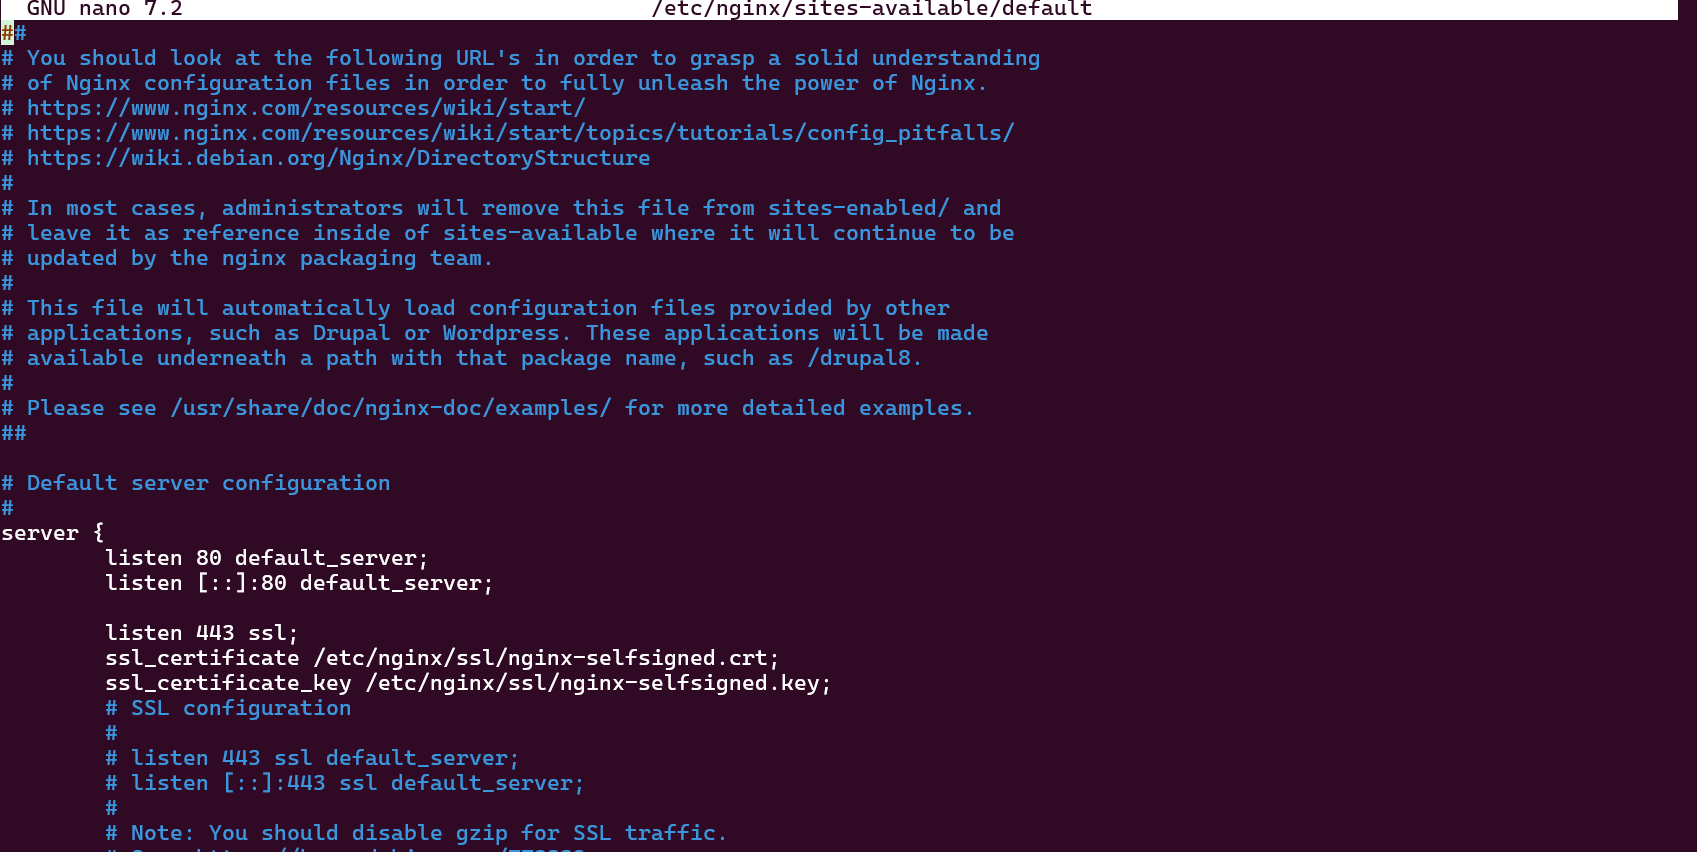 GNU nano 7.2 /etc/nginx/sites-available/default
##
# You should look at the following URL's in order to grasp a solid understanding
# of Nginx configuration files in order to fully unleash the power of Nginx.
# https://www.nginx.com/resources/wiki/start/
# https://www.nginx.com/resources/wiki/start/topics/tutorials/config_pitfalls/
# https://wiki.debian.org/Nginx/DirectoryStructure
#
# In most cases, administrators will remove this file from sites-enabled/ and
# leave it as reference inside of sites-available where it will continue to be
# updated by the nginx packaging team.
#
# This file will automatically load configuration files provided by other
# applications, such as Drupal or Wordpress. These applications will be made
# available underneath a path with that package name, such as /drupal8.
#
# Please see /usr/share/doc/nginx-doc/examples/ for more detailed examples.
##
# Default server configuration
#
server {
listen 80 default_server;
listen [::]:80 default_server;
listen 443 ssl;
ssl_certificate /etc/nginx/ssl/nginx-selfsigned.crt;
ssl_certificate_key /etc/nginx/ssl/nginx-selfsigned.key;
# SSL configuration
#
# listen 443 ssl default_server;
# listen [::]:443 ssl default_server;
#
# Note: You should disable gzip for SSL traffic.